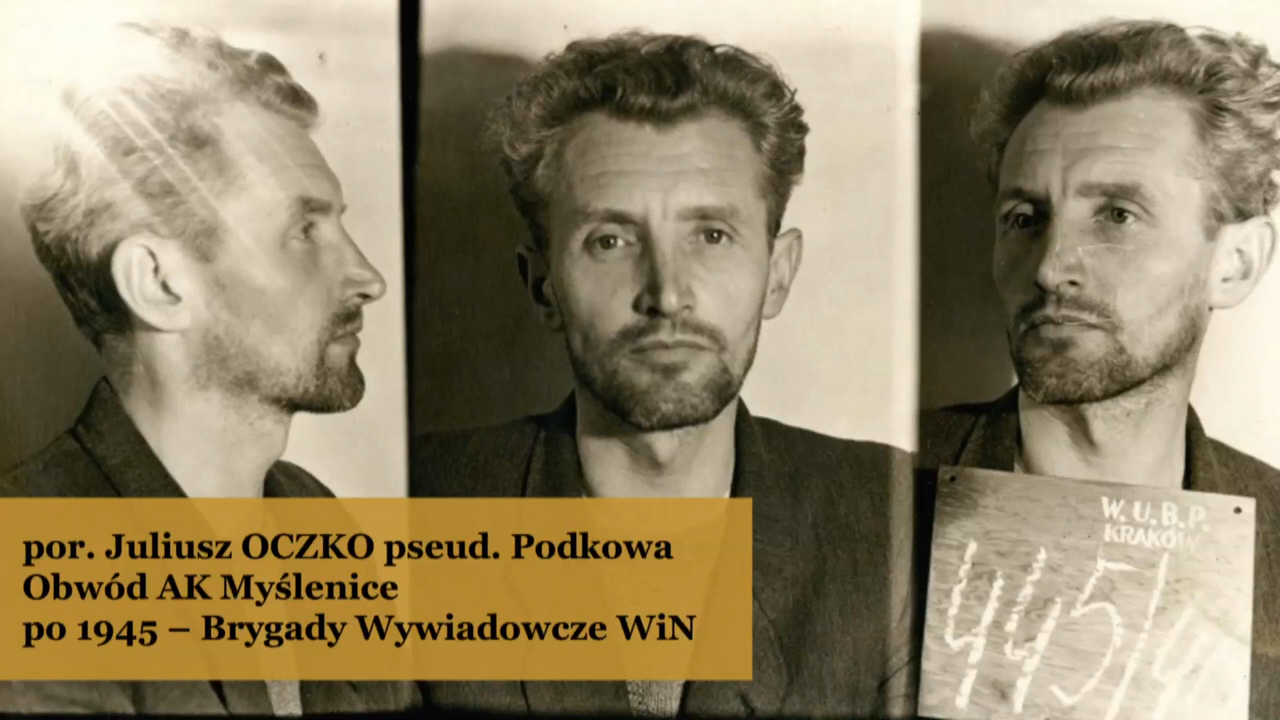 por. Juliusz OCZKO pseud. Podkowa
Obwód AK Myślenice
po 1945 – Brygady Wywiadowcze WiN
W. U. B. P.
KRAKÓW
445/4